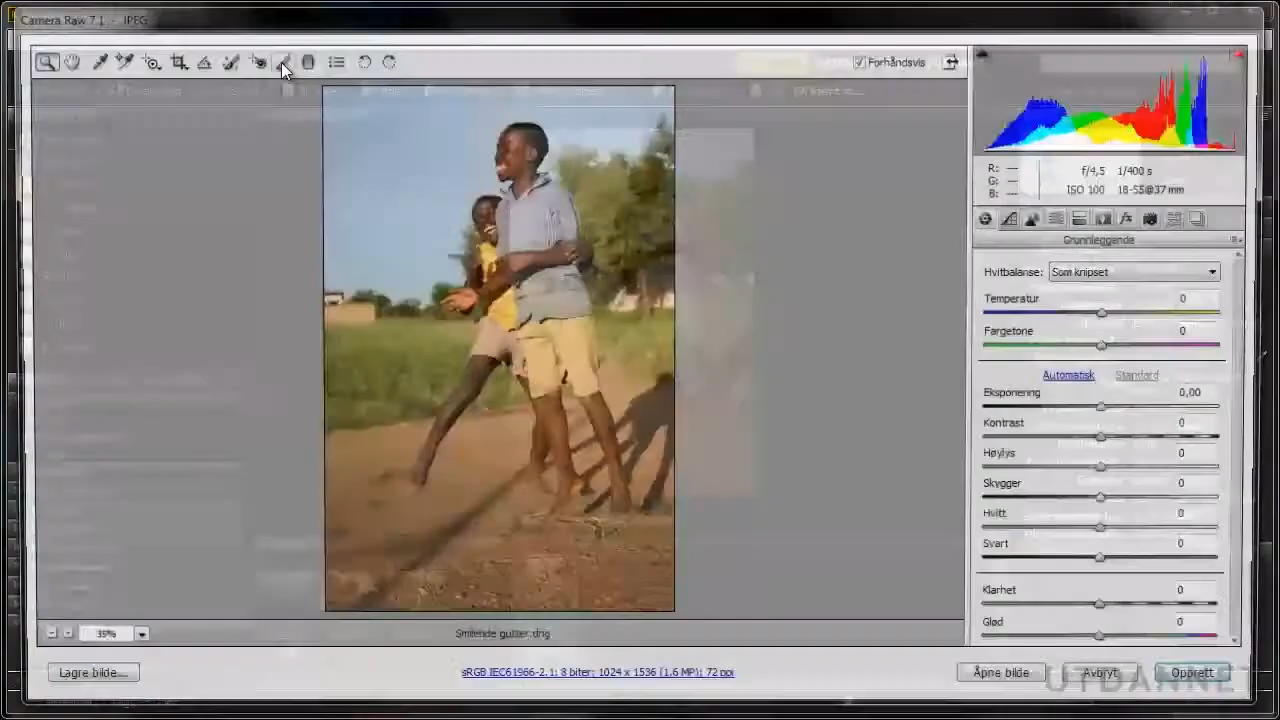 Camera Raw 7.1 - JPEG
Forhåndsvis
R: ---
G: ---
B: ---
f/4,5 1/400 s
ISO 100 18-55@37 mm
Grunnleggende
Hvitbalanse: Som knipset
Temperatur 0
Fargetone 0
Automatisk Standard
Eksponering 0,00
Kontrast 0
Høylys 0
Skygger 0
Hvitt 0
Svart 0
Klarhet 0
Glød 0
35%
Smilende gutter.dng
Lagre bilde...
sRGB IEC61966-2.1; 8 biter; 1024 x 1536 (1.6 MP); 72 ppi
Åpne bilde
Avbryt
Opprett
UTDANNET